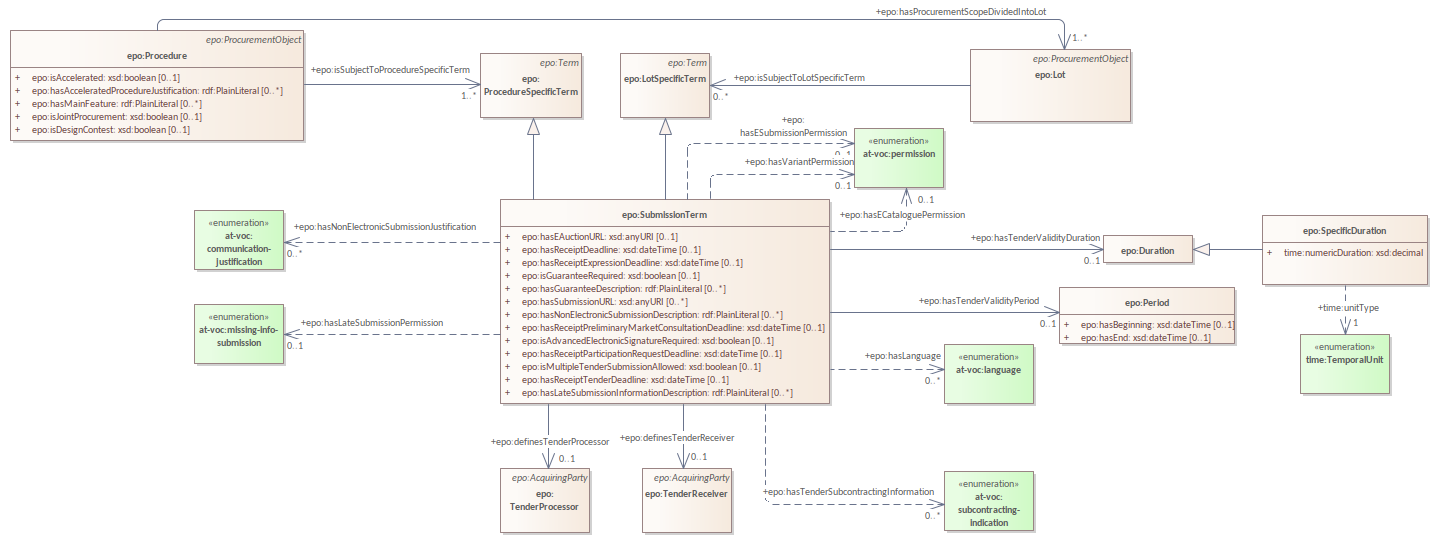 +epo:hasProcurementScopeDividedIntoLot
1..*
epo:ProcurementObject
epo:Procedure
+ epo:isAccelerated: xsd:boolean [0..1]
+ epo:hasAcceleratedProcedureJustification: rdf:PlainLiteral [0..*]
+ epo:hasMainFeature: rdf:PlainLiteral [0..*]
+ epo:isJointProcurement: xsd:boolean [0..1]
+ epo:isDesignContest: xsd:boolean [0..1]
+epo:isSubjectToProcedureSpecificTerm
1..*
epo:Term
epo:
ProcedureSpecificTerm
epo:Term
epo:LotSpecificTerm
+epo:isSubjectToLotSpecificTerm
0..*
epo:ProcurementObject
epo:Lot
+epo:
hasESubmissionPermission
0..1
+epo:hasVariantPermission
0..1
«enumeration»
at-voc:permission
0..1
+epo:hasECataloguePermission
«enumeration»
at-voc:
communication-
justification
+epo:hasNonElectronicSubmissionJustification
0..*
«enumeration»
at-voc:missing-info-
submission
+epo:hasLateSubmissionPermission
0..1
epo:SubmissionTerm
+ epo:hasEAuctionURL: xsd:anyURI [0..1]
+ epo:hasReceiptDeadline: xsd:dateTime [0..1]
+ epo:hasReceiptExpressionDeadline: xsd:dateTime [0..1]
+ epo:isGuaranteeRequired: xsd:boolean [0..1]
+ epo:hasGuaranteeDescription: rdf:PlainLiteral [0..*]
+ epo:hasSubmissionURL: xsd:anyURI [0..*]
+ epo:hasNonElectronicSubmissionDescription: rdf:PlainLiteral [0..*]
+ epo:hasReceiptPreliminaryMarketConsultationDeadline: xsd:dateTime [0..1]
+ epo:isAdvancedElectronicSignatureRequired: xsd:boolean [0..1]
+ epo:hasReceiptParticipationRequestDeadline: xsd:dateTime [0..1]
+ epo:isMultipleTenderSubmissionAllowed: xsd:boolean [0..1]
+ epo:hasReceiptTenderDeadline: xsd:dateTime [0..1]
+ epo:hasLateSubmissionInformationDescription: rdf:PlainLiteral [0..*]
+epo:hasTenderValidityDuration
0..1
epo:Duration
epo:SpecificDuration
+ time:numericDuration: xsd:decimal
+epo:hasTenderValidityPeriod
0..1
epo:Period
+ epo:hasBeginning: xsd:dateTime [0..1]
+ epo:hasEnd: xsd:dateTime [0..1]
+time:unitType
1
«enumeration»
time:TemporalUnit
+epo:hasLanguage
0..*
«enumeration»
at-voc:language
+epo:definesTenderProcessor
0..1
epo:AcquiringParty
epo:
TenderProcessor
+epo:definesTenderReceiver
0..1
epo:AcquiringParty
epo:TenderReceiver
+epo:hasTenderSubcontractingInformation
0..*
«enumeration»
at-voc:
subcontracting-
indication